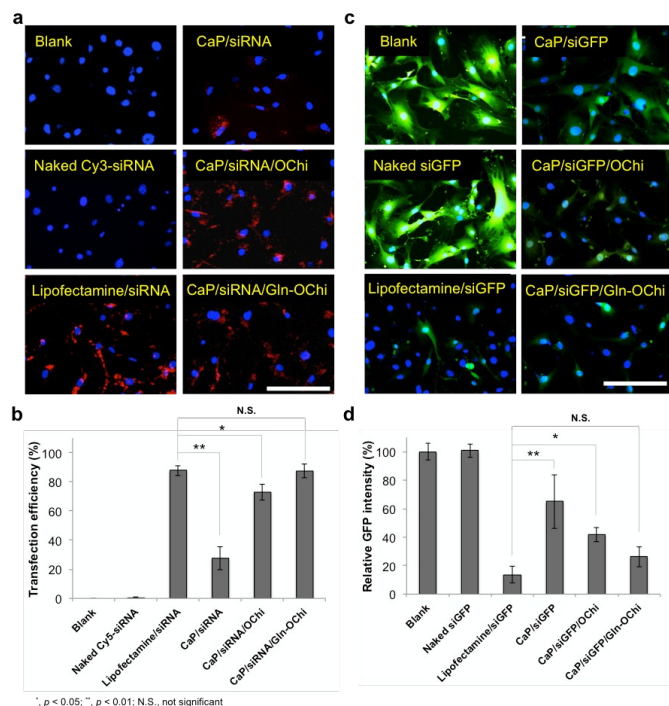 a
Blank
CaP/siRNA
Naked Cy3-siRNA
CaP/siRNA/OChi
Lipofectamine/siRNA
CaP/siRNA/Gln-OChi
c
Blank
CaP/siGFP
Naked siGFP
CaP/siGFP/OChi
Lipofectamine/siGFP
CaP/siGFP/Gln-OChi
b
N.S.
*
**
Transfection efficiency (%)
100
80
60
40
20
0
Blank
Naked Cy5-siRNA
Lipofectamine/siRNA
CaP/siRNA
CaP/siRNA/OChi
CaP/siRNA/Gln-OChi
*, p < 0.05; **, p < 0.01; N.S., not significant
d
N.S.
*
**
Relative GFP intensity (%)
120
100
80
60
40
20
0
Blank
Naked siGFP
Lipofectamine/siGFP
CaP/siGFP
CaP/siGFP/OChi
CaP/siGFP/Gln-OChi